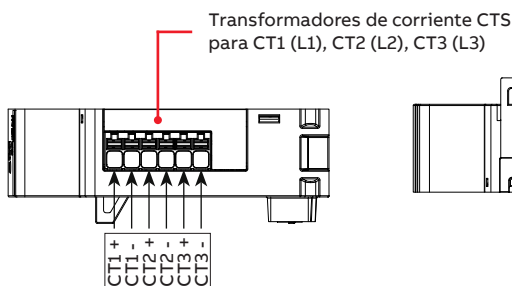 Transformadores de corriente CTS
para CT1 (L1), CT2 (L2), CT3 (L3)
CT1 +
CT1 -
CT2 +
CT2 -
CT3 +
CT3 -